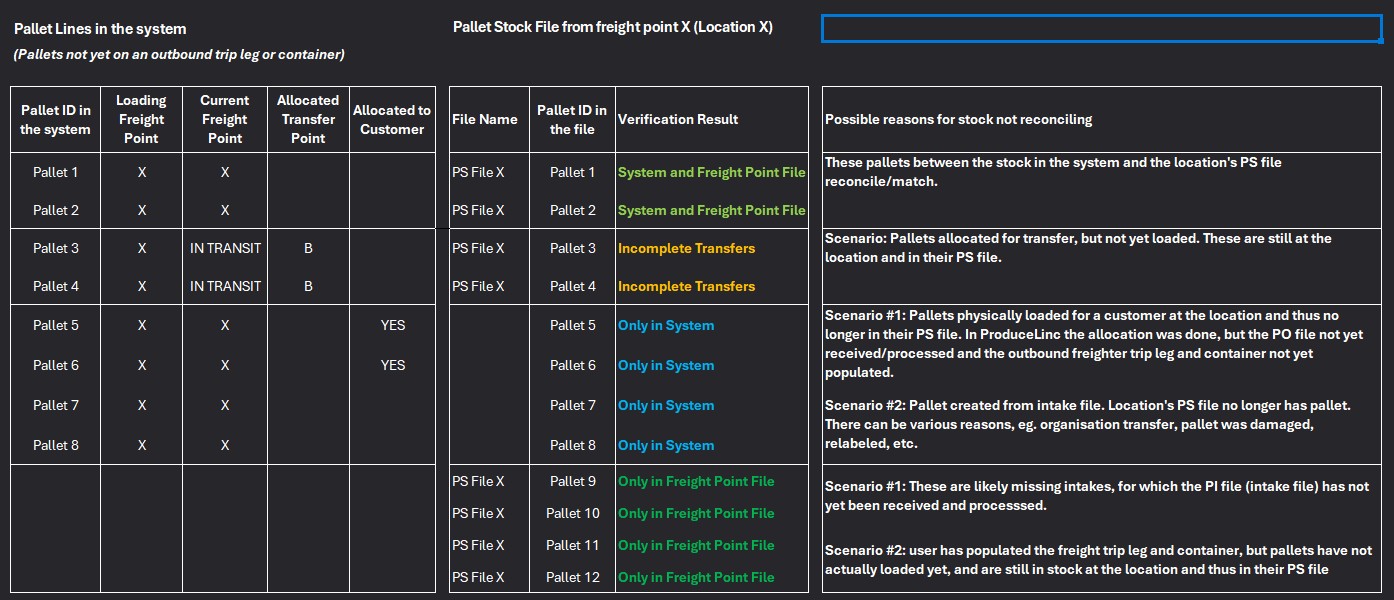 Pallet Lines in the system
(Pallets not yet on an outbound trip leg or container)
Pallet Stock File from freight point X (Location X)
Pallet ID in
the system
Loading
Freight
Point
Current
Freight
Point
Allocated
Transfer
Point
Allocated to
Customer
File Name
Pallet ID in
the file
Verification Result
Possible reasons for stock not reconciling
Pallet 1 X X PS File X Pallet 1 System and Freight Point File
Pallet 2 X X PS File X Pallet 2 System and Freight Point File
These pallets between the stock in the system and the location's PS file
reconcile/match.
Pallet 3 X IN TRANSIT B PS File X Pallet 3 Incomplete Transfers
Pallet 4 X IN TRANSIT B PS File X Pallet 4 Incomplete Transfers
Scenario: Pallets allocated for transfer, but not yet loaded. These are still at the
location and in their PS file.
Pallet 5 X X YES Pallet 5 Only in System
Pallet 6 X X YES Pallet 6 Only in System
Scenario #1: Pallets physically loaded for a customer at the location and thus no
longer in their PS file. In ProduceLinc the allocation was done, but the PO file not yet
received/processed and the outbound freighter trip leg and container not yet
populated.
Pallet 7 X X Pallet 7 Only in System
Pallet 8 X X Pallet 8 Only in System
Scenario #2: Pallet created from intake file. Location's PS file no longer has pallet.
There can be various reasons, eg. organisation transfer, pallet was damaged,
relabeled, etc.
PS File X Pallet 9 Only in Freight Point File
PS File X Pallet 10 Only in Freight Point File
Scenario #1: These are likely missing intakes, for which the PI file (intake file) has not
yet been received and processsed.
PS File X Pallet 11 Only in Freight Point File
PS File X Pallet 12 Only in Freight Point File
Scenario #2: user has populated the freight trip leg and container, but pallets have not
actually loaded yet, and are still in stock at the location and thus in their PS file